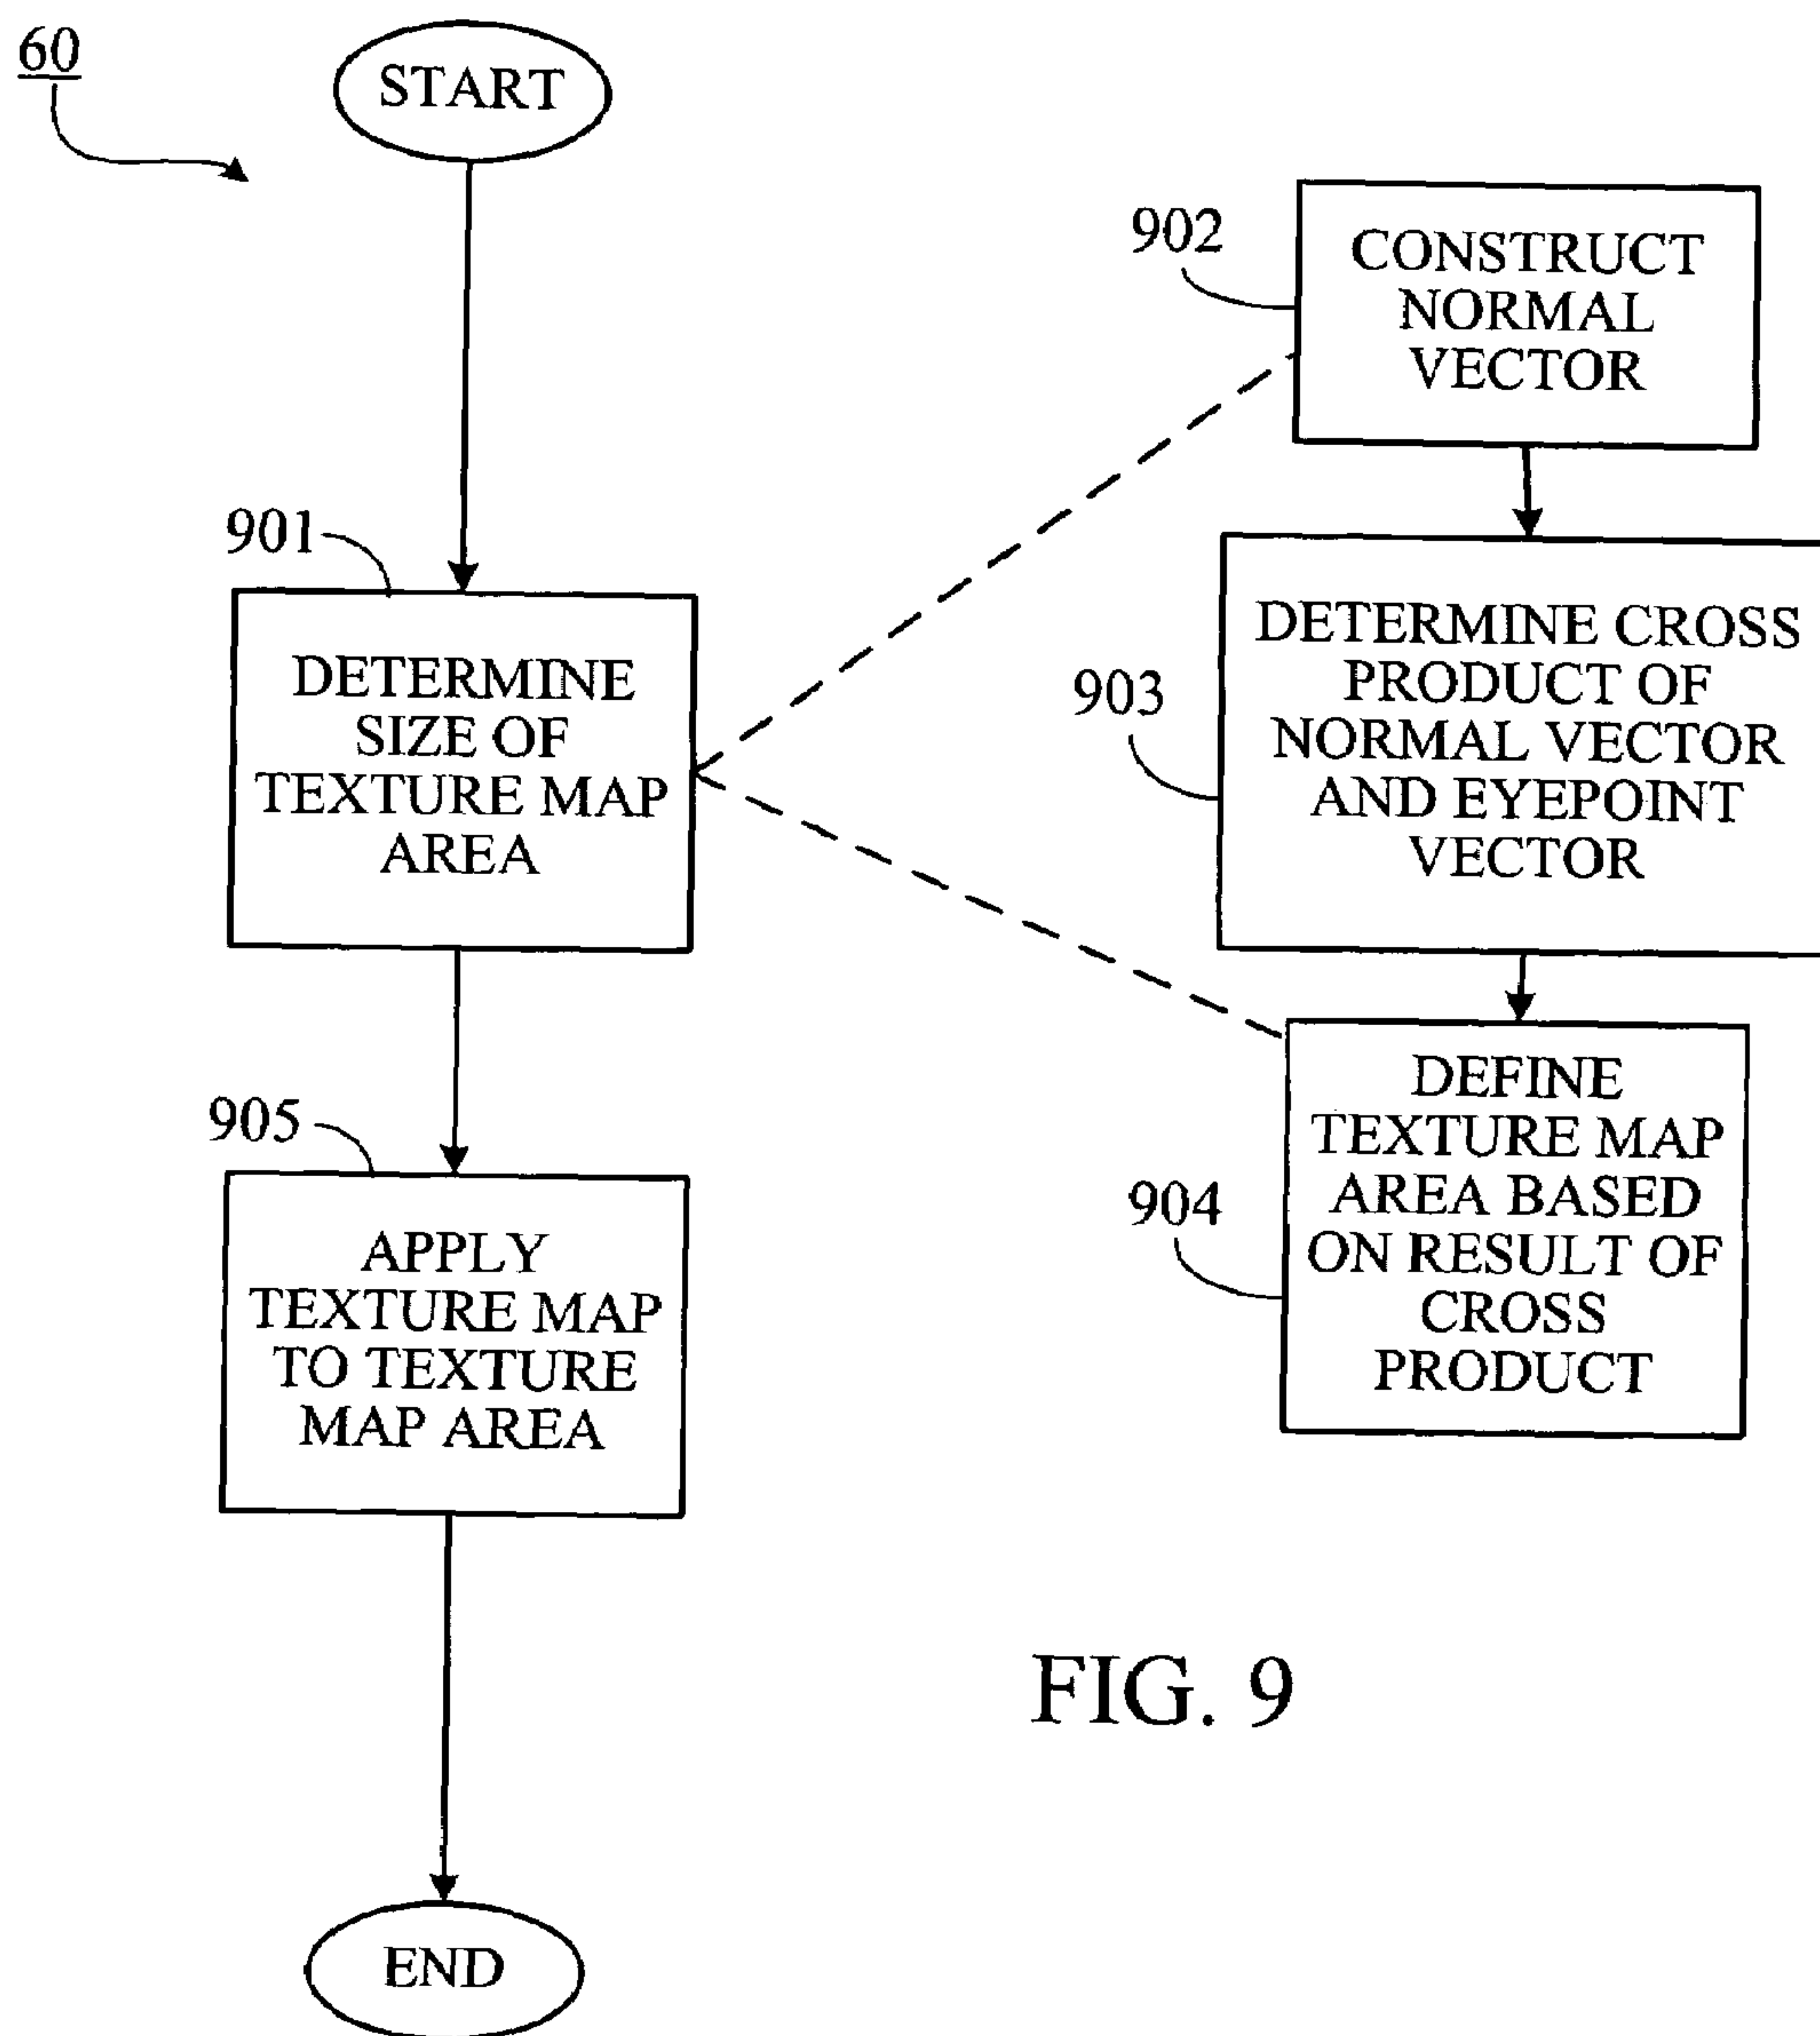 60
START
902
CONSTRUCT
NORMAL
VECTOR
901
DETERMINE
SIZE OF
TEXTURE MAP
AREA
903
DETERMINE CROSS
PRODUCT OF
NORMAL VECTOR
AND EYEPOINT
VECTOR
905
APPLY
TEXTURE MAP
TO TEXTURE
MAP AREA
904
DEFINE
TEXTURE MAP
AREA BASED
ON RESULT OF
CROSS
PRODUCT
FIG. 9
END